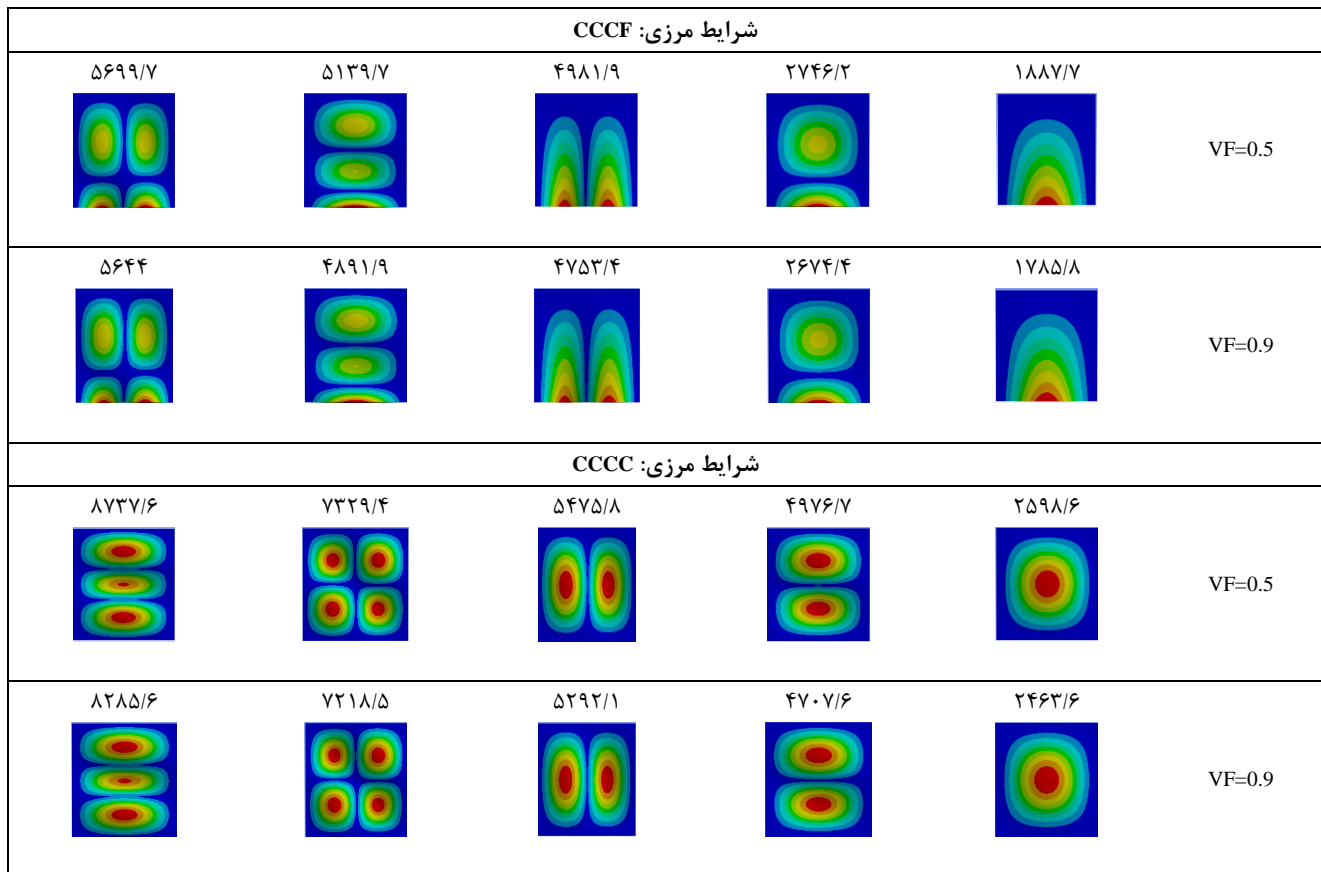 شرایط مرزی: CCCF
VF=0.5 ۱۸۸۷/۷ ۲۷۴۶/۲ ۴۹۸۱/۹ ۵۱۳۹/۷ ۵۶۹۹/۷
VF=0.9 ۱۷۸۵/۸ ۲۶۷۴/۴ ۴۷۵۳/۴ ۴۸۹۱/۹ ۵۶۴۴
شرایط مرزی: CCCC
VF=0.5 ۲۵۹۸/۶ ۴۹۷۶/۷ ۵۴۷۵/۸ ۷۳۲۹/۴ ۸۷۳۷/۶
VF=0.9 ۲۴۶۳/۶ ۴۷۰۷/۶ ۵۲۹۲/۱ ۷۲۱۸/۵ ۸۲۸۵/۶